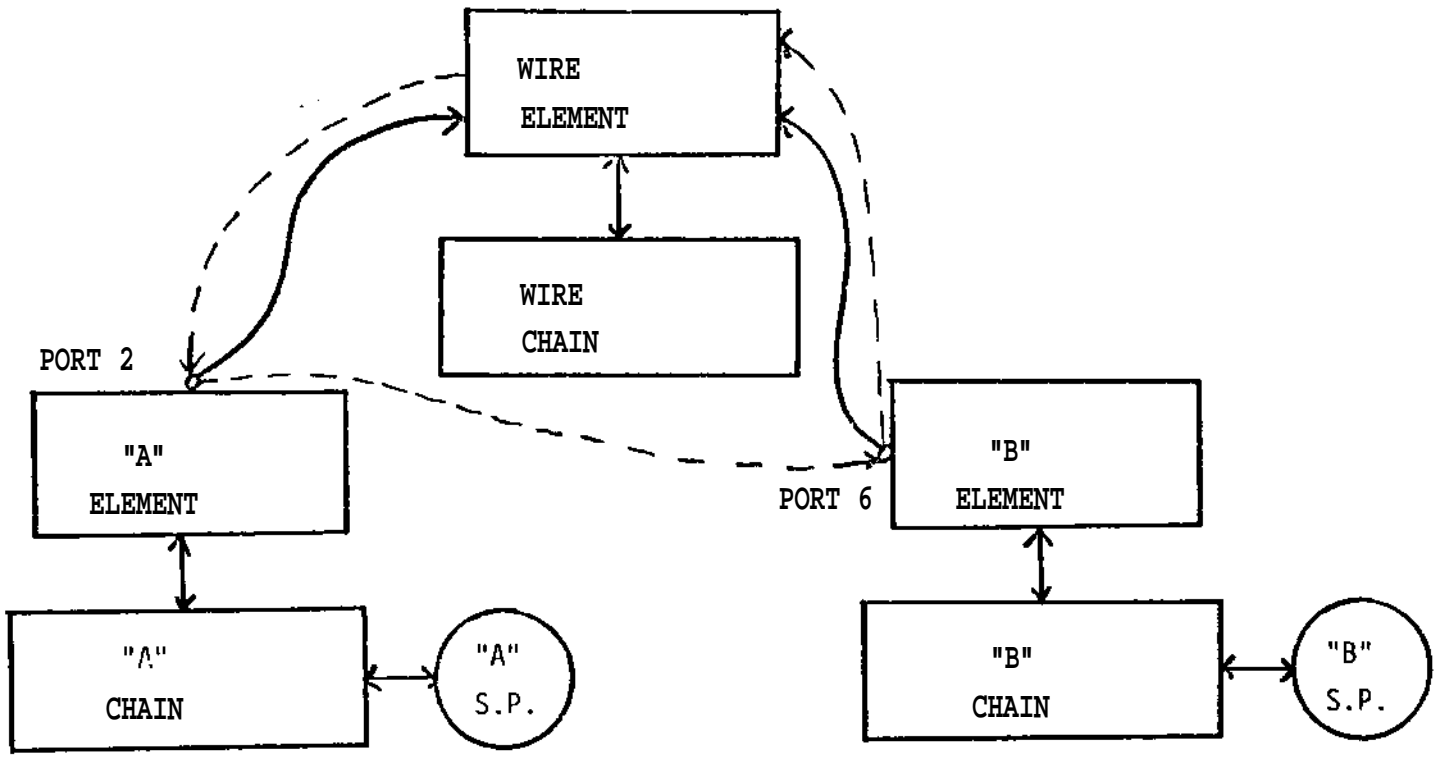 WIRE
ELEMENT
WIRE
CHAIN
PORT 2
"A"
ELEMENT
"B"
ELEMENT
PORT 6
"A"
CHAIN
"A"
S.P.
"B"
CHAIN
"B"
S.P.